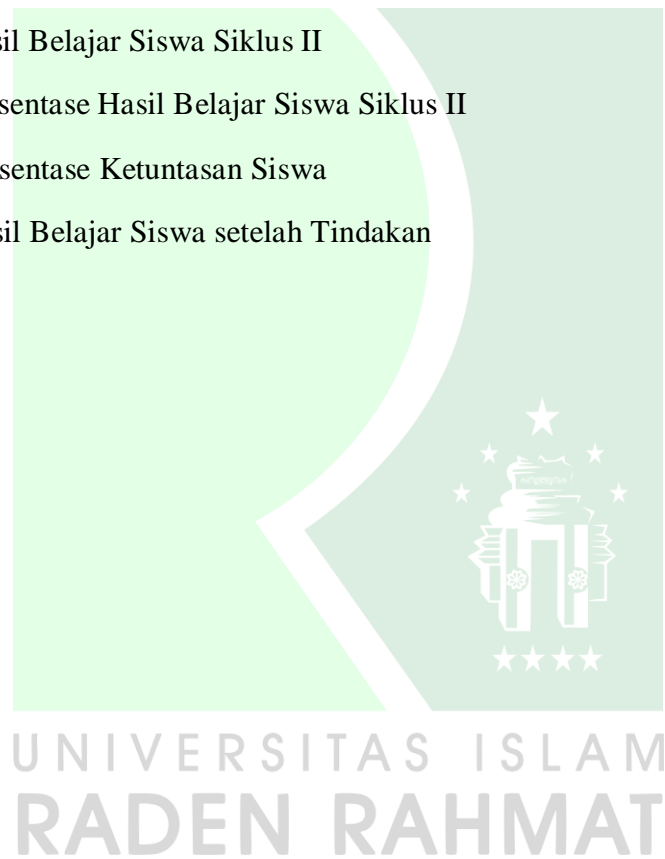 sil Belajar Siswa Siklus II
sentase Hasil Belajar Siswa Siklus II
sentase Ketuntasan Siswa
sil Belajar Siswa setelah Tindakan
UNIVERSITAS ISLAM
RADEN RAHMAT